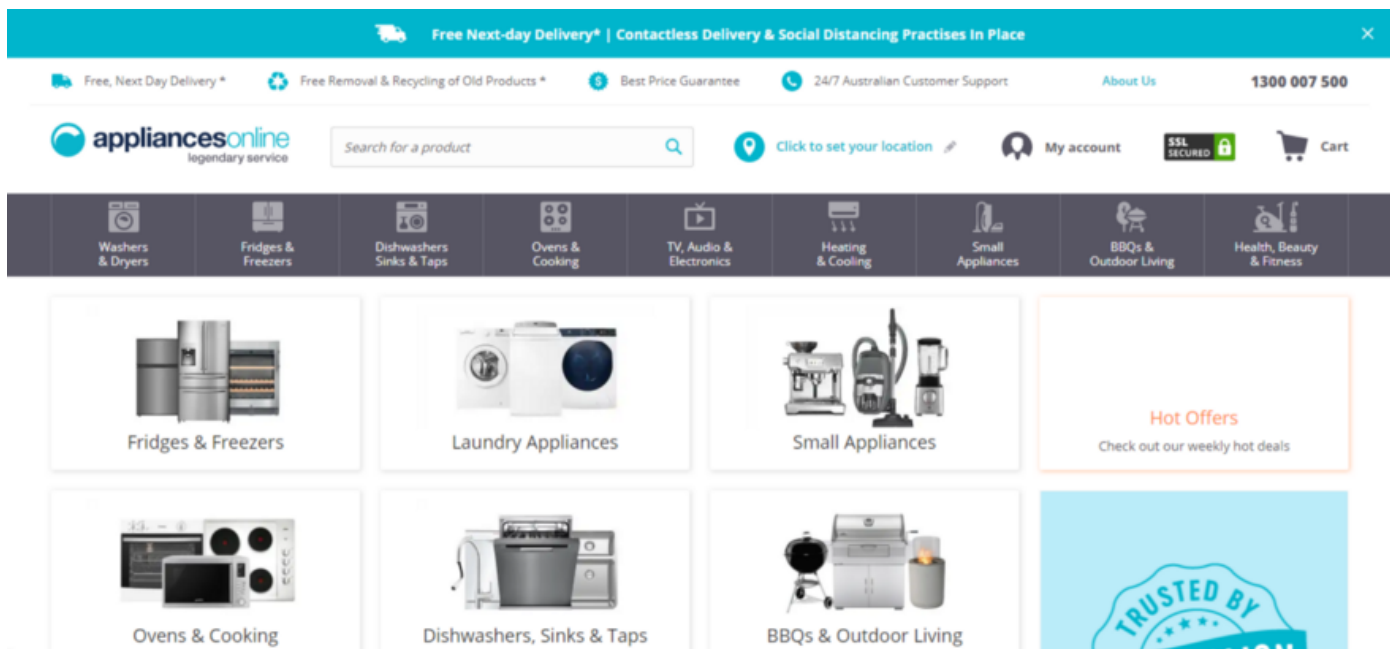 Free Next-day Delivery* | Contactless Delivery & Social Distancing Practises In Place
Free, Next Day Delivery *
Free Removal & Recycling of Old Products *
Best Price Guarantee
24/7 Australian Customer Support
About Us
1300 007 500
appliancesonline
legendary service
Search for a product
Click to set your location
My account
SSL
SECURED
Cart
Washers
& Dryers
Fridges &
Freezers
Dishwashers
Sinks & Taps
Ovens &
Cooking
TV, Audio &
Electronics
Heating
& Cooling
Small
Appliances
BBQs &
Outdoor Living
Health, Beauty
& Fitness
Fridges & Freezers
Laundry Appliances
Small Appliances
Hot Offers
Check out our weekly hot deals
Ovens & Cooking
Dishwashers, Sinks & Taps
BBQs & Outdoor Living
TRUSTED BY